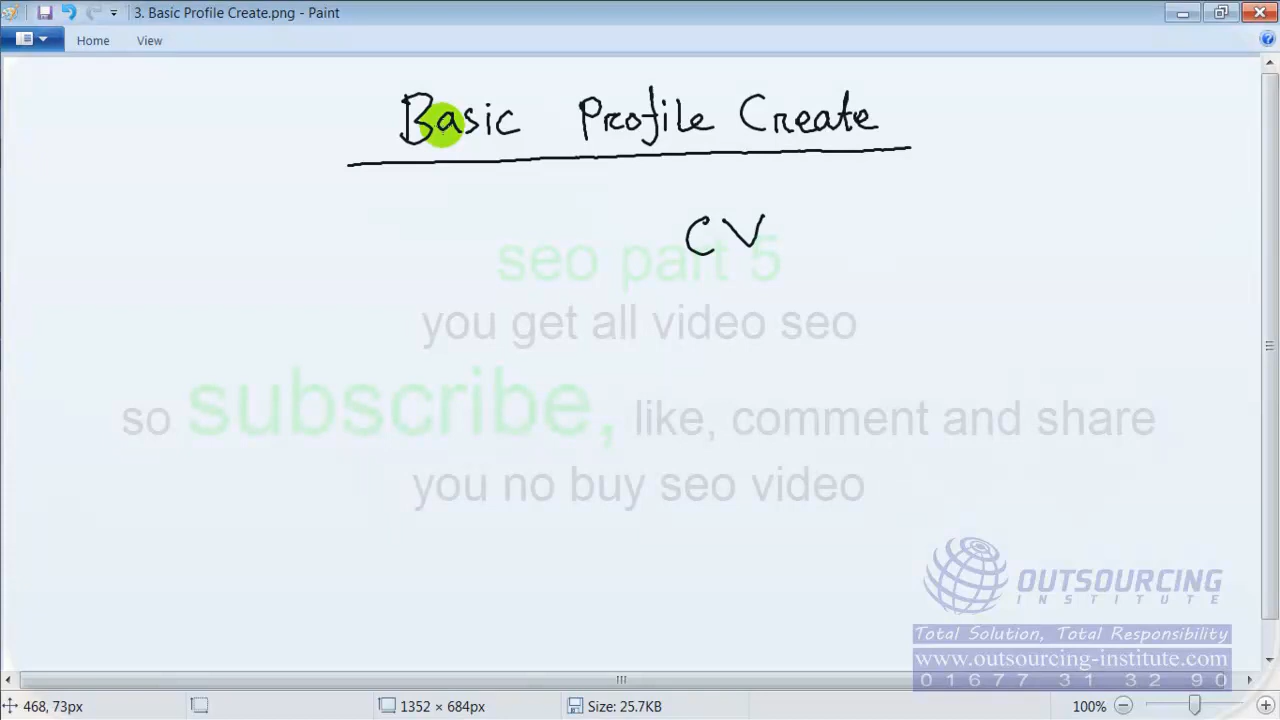 3. Basic Profile Create.png - Paint
Home View
Basic Profile Create
CV
seo part 5
you get all video seo
so subscribe, like, comment and share
you no buy seo video
OUTSOURCING
INSTITUTE
Total Solution, Total Responsibility
www.outsourcing-institute.com
01677 31 32 90
468, 73px 1352 × 684px Size: 25.7KB 100%